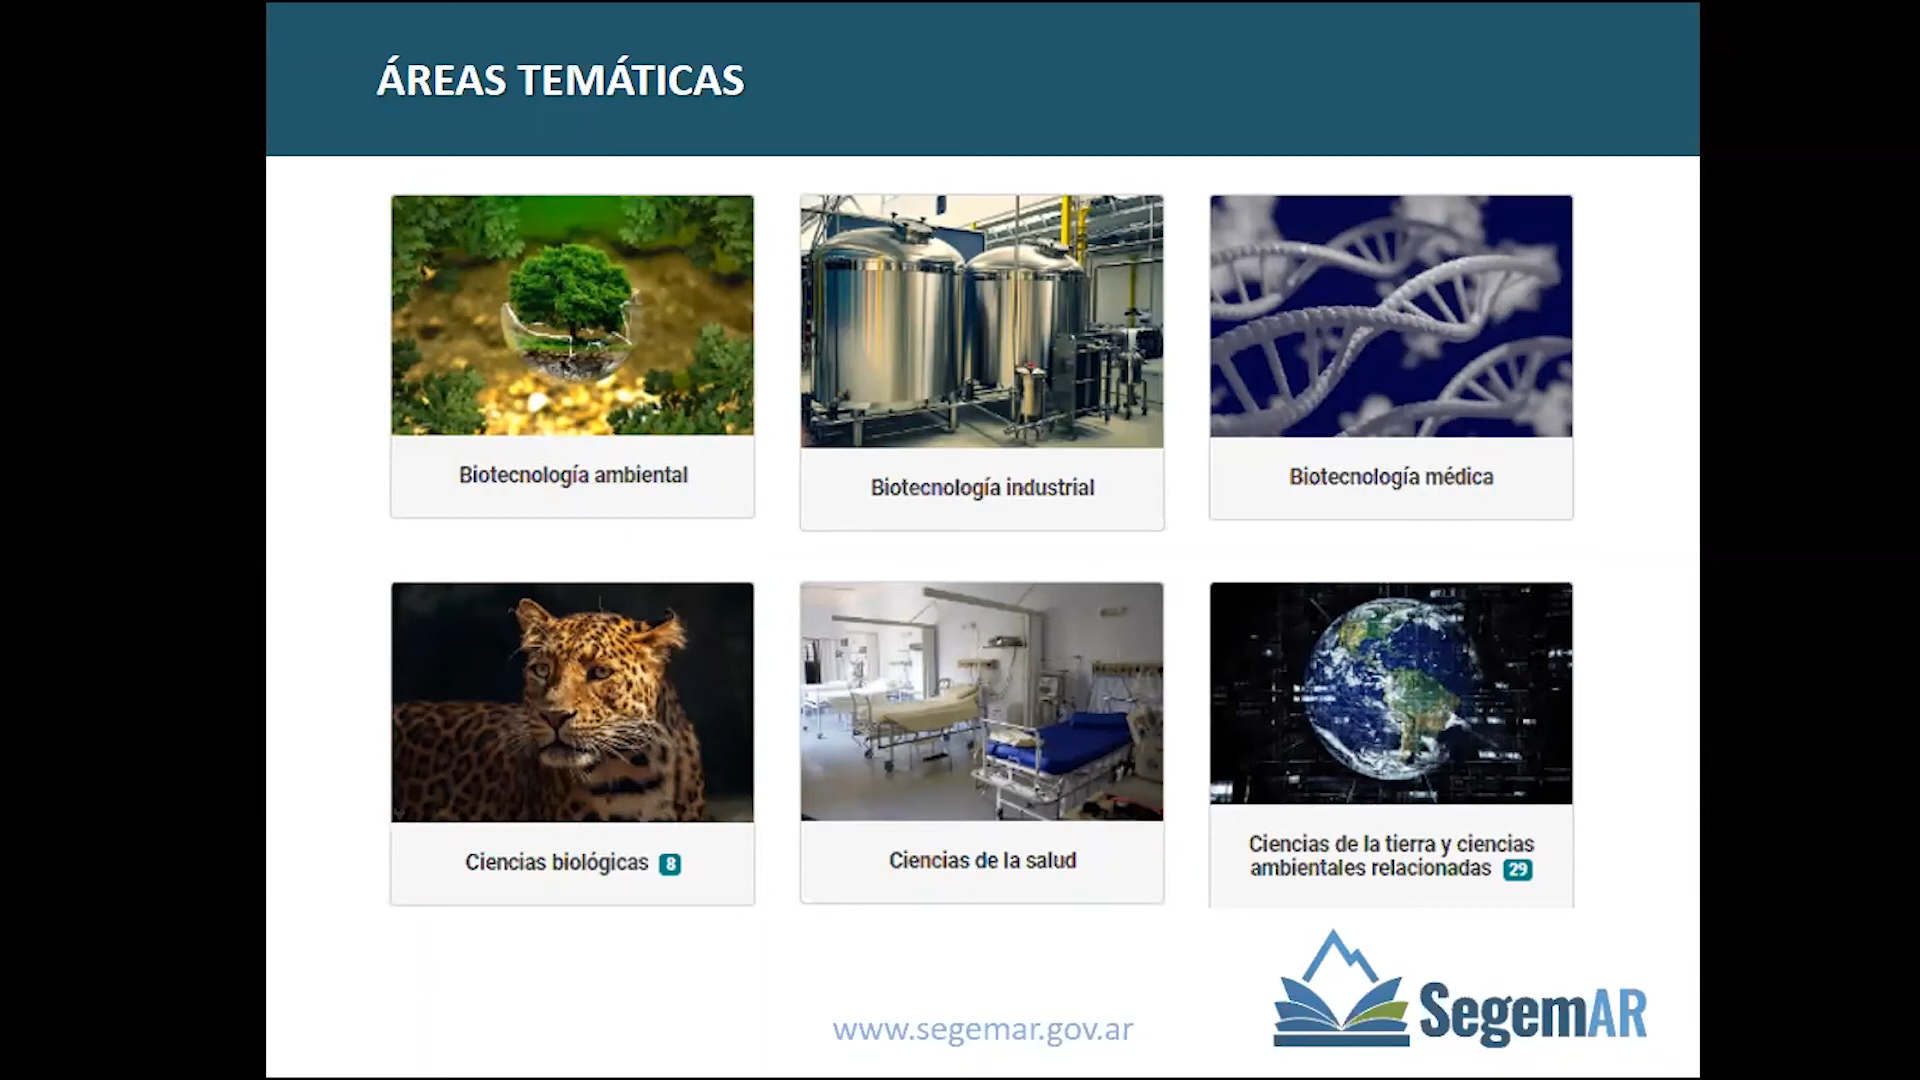 ÁREAS TEMÁTICAS
Biotecnología ambiental
Biotecnología industrial
Biotecnología médica
Ciencias biológicas 8
Ciencias de la salud
Ciencias de la tierra y ciencias
ambientales relacionadas 29
www.segemar.gov.ar
SegemAR